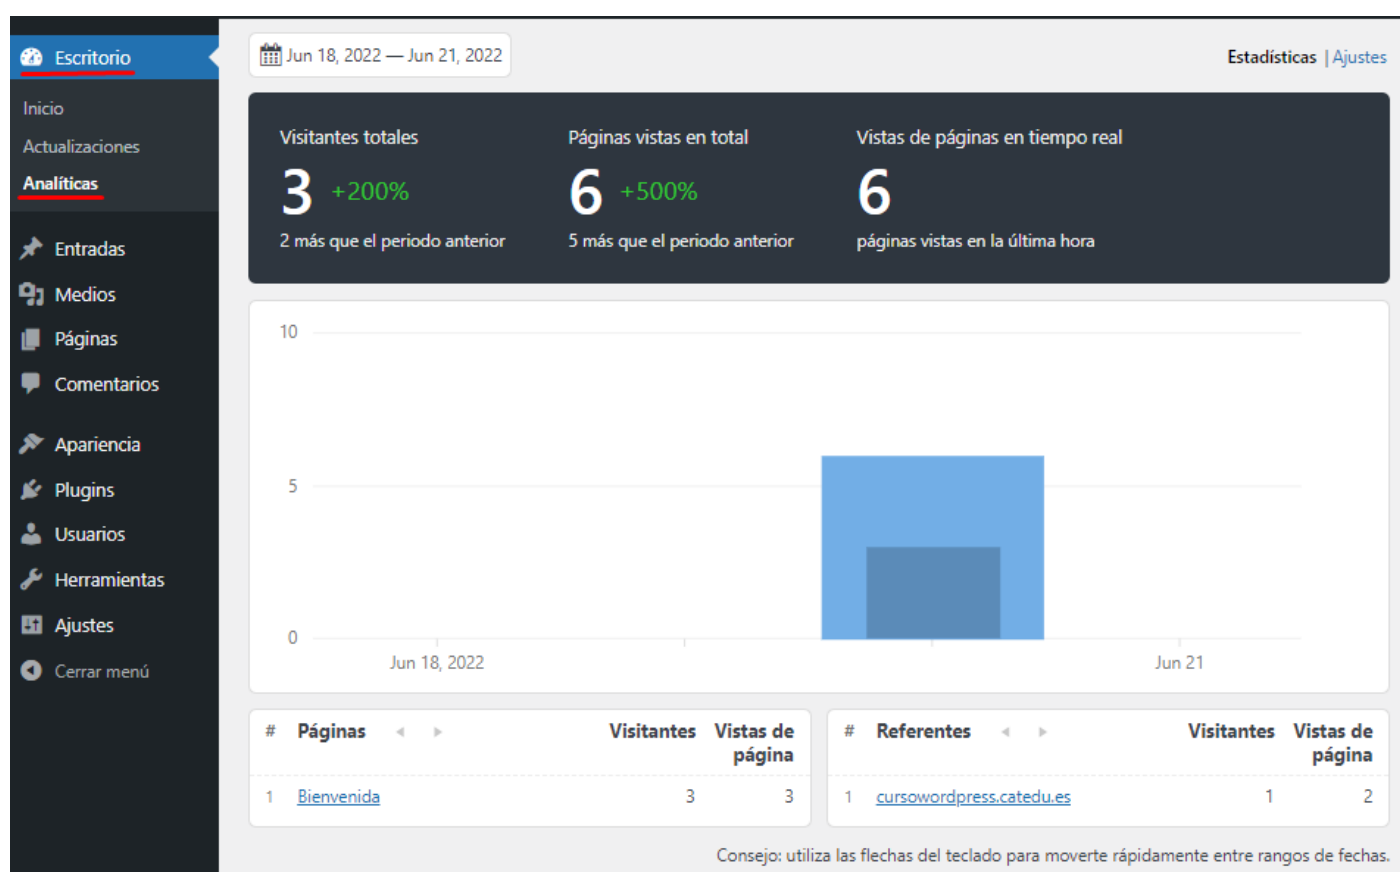 Escritorio
Inicio
Actualizaciones
Analíticas
Entradas
Medios
Páginas
Comentarios
Apariencia
Plugins
Usuarios
Herramientas
Ajustes
Cerrar menú
Jun 18, 2022 — Jun 21, 2022
Estadísticas | Ajustes
Visitantes totales
3 +200%
2 más que el periodo anterior
Páginas vistas en total
6 +500%
5 más que el periodo anterior
Vistas de páginas en tiempo real
6
páginas vistas en la última hora
10
5
0
Jun 18, 2022
Jun 21
# Páginas Visitantes Vistas de
página
1 Bienvenida 3 3
# Referentes Visitantes Vistas de
página
1 cursowordpress.catedu.es 1 2
Consejo: utiliza las flechas del teclado para moverte rápidamente entre rangos de fechas.